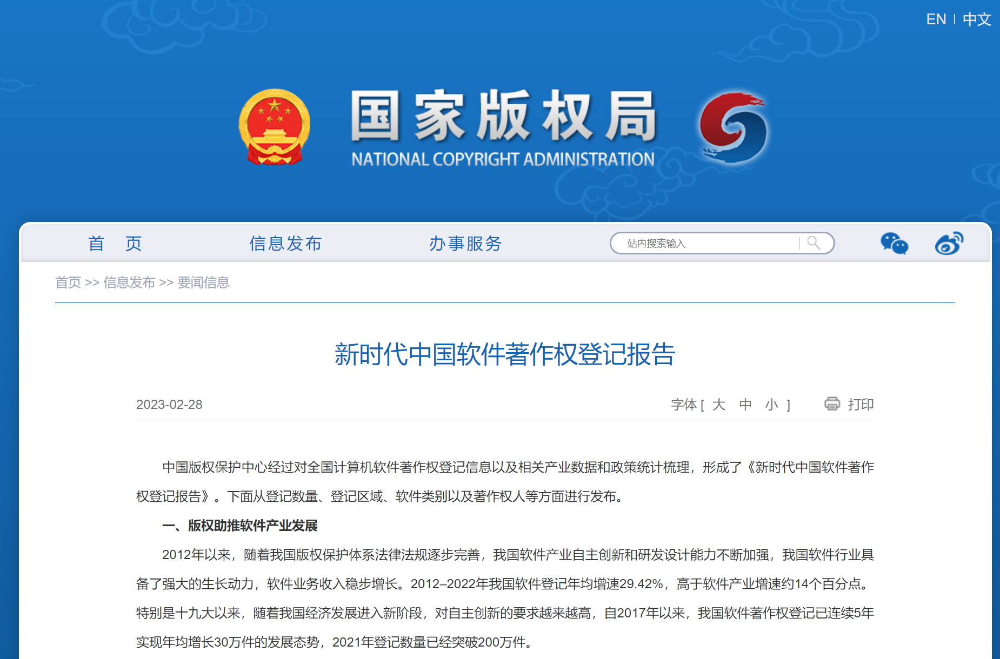 EN | 中文
国家版权局
NATIONAL COPYRIGHT ADMINISTRATION
首 页 信息发布 办事服务 站内搜索输入
首页 >> 信息发布 >> 要闻信息
新时代中国软件著作权登记报告
2023-02-28 字体 [ 大 中 小 ] 打印
中国版权保护中心经过对全国计算机软件著作权登记信息以及相关产业数据和政策统计梳理，形成了《新时代中国软件著作
权登记报告》。下面从登记数量、登记区域、软件类别以及著作权人等方面进行发布。
一、版权助推软件产业发展
2012年以来，随着我国版权保护体系法律法规逐步完善，我国软件产业自主创新和研发设计能力不断加强，我国软件行业具
备了强大的生长动力，软件业务收入稳步增长。2012–2022年我国软件登记年均增速29.42%，高于软件产业增速约14个百分点。
特别是十九大以来，随着我国经济发展进入新阶段，对自主创新的要求越来越高，自2017年以来，我国软件著作权登记已连续5年
实现年均增长30万件的发展态势，2021年登记数量已经突破200万件。